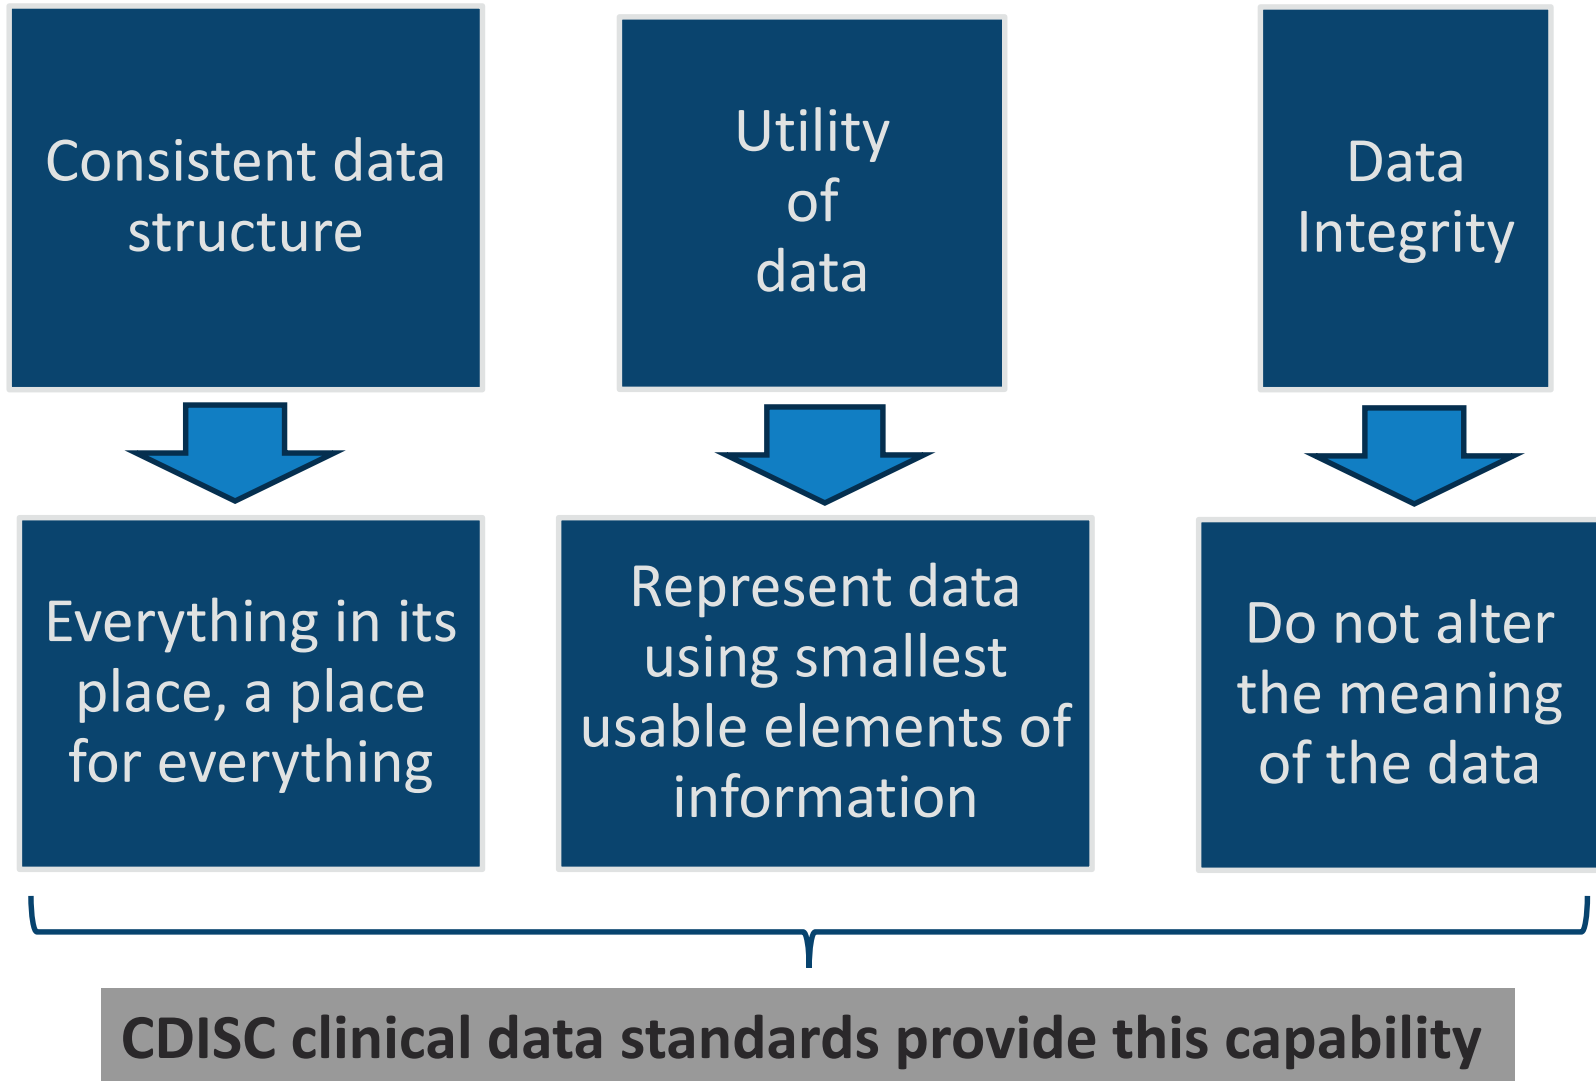 Consistent data
structure
Utility
of
data
Data
Integrity
Everything in its
place, a place
for everything
Represent data
using smallest
usable elements of
information
Do not alter
the meaning
of the data
CDISC clinical data standards provide this capability